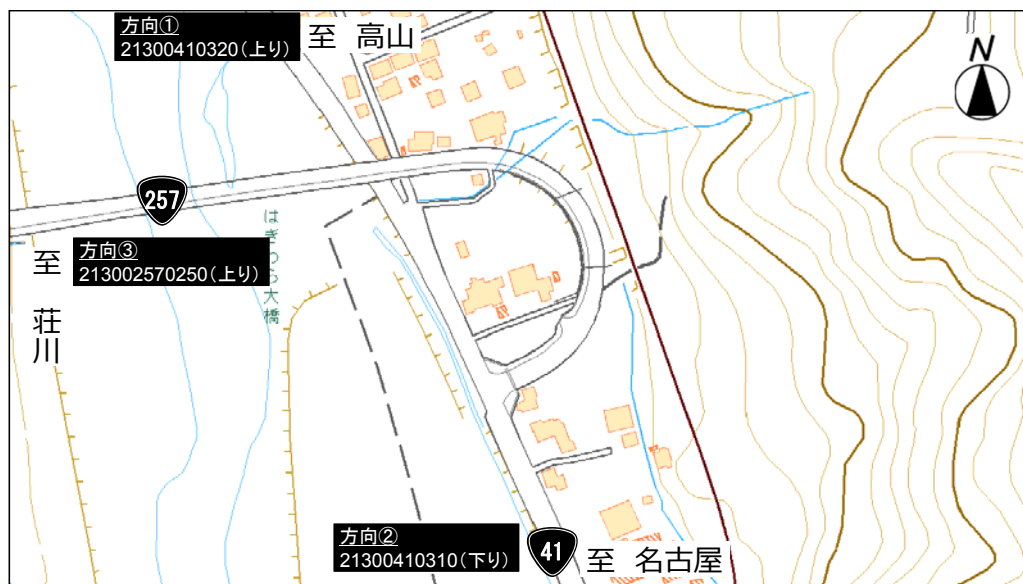 方向①
21300410320(上り)
至 高山
N
257
方向③
213002570250(上り)
至 荘川
はぎわら大橋
方向②
21300410310(下り)
41
至 名古屋